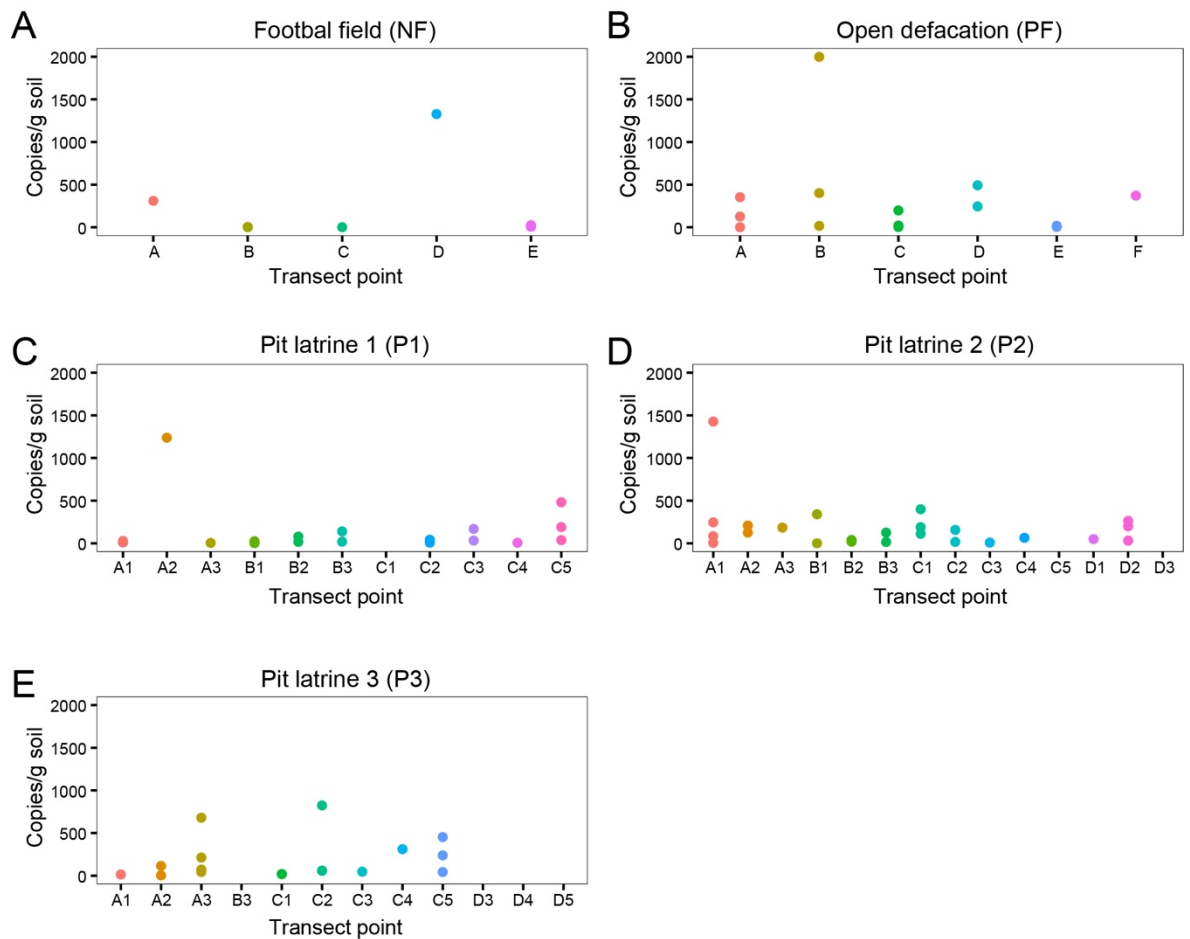 A
Footbal field (NF)
2000
1500
1000
500
0
Copies/g soil
A B C D E
Transect point
B
Open defacation (PF)
2000
1500
1000
500
0
Copies/g soil
A B C D E F
Transect point
C
Pit latrine 1 (P1)
2000
1500
1000
500
0
Copies/g soil
A1 A2 A3 B1 B2 B3 C1 C2 C3 C4 C5
Transect point
D
Pit latrine 2 (P2)
2000
1500
1000
500
0
Copies/g soil
A1 A2 A3 B1 B2 B3 C1 C2 C3 C4 C5 D1 D2 D3
Transect point
E
Pit latrine 3 (P3)
2000
1500
1000
500
0
Copies/g soil
A1 A2 A3 B3 C1 C2 C3 C4 C5 D3 D4 D5
Transect point